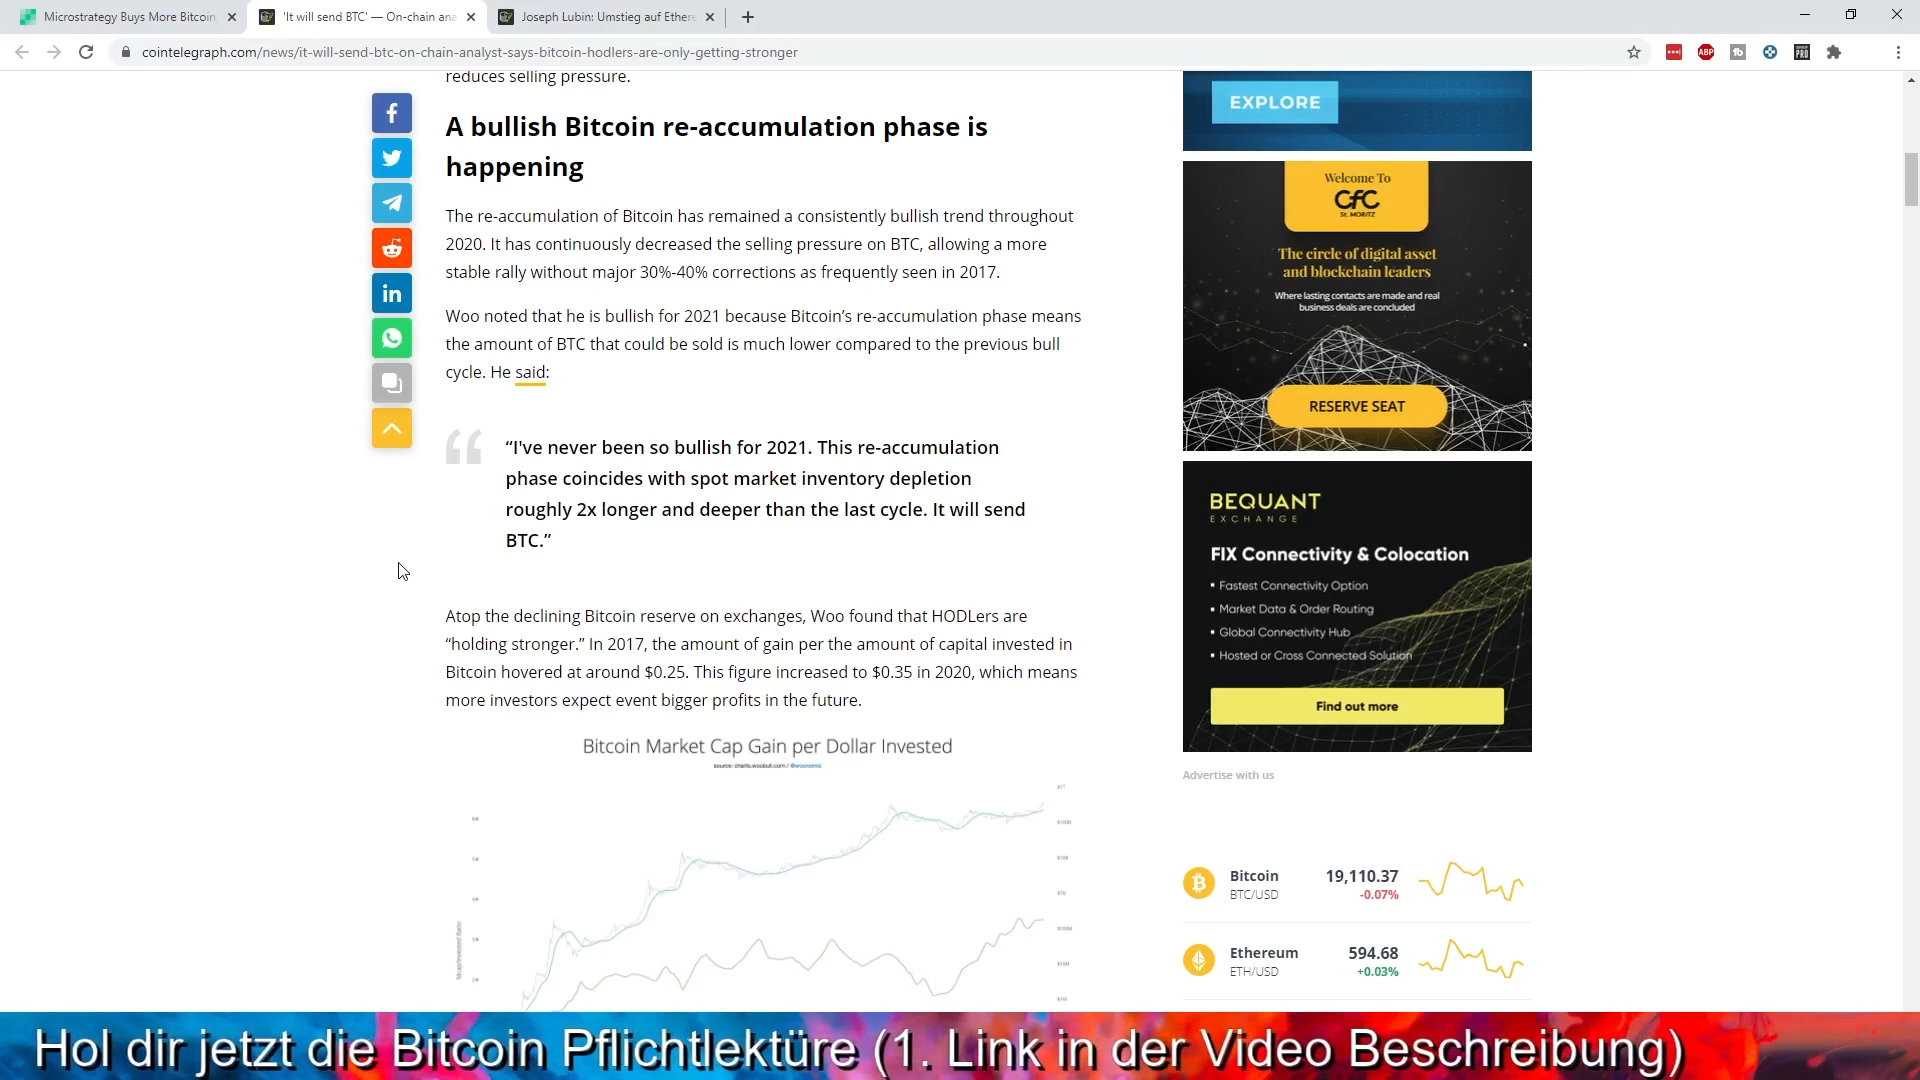 Microstrategy Buys More Bitcoin
'It will send BTC' — On-chain ana
Joseph Lubin: Umstieg auf Ethere
cointelegraph.com/news/it-will-send-btc-on-chain-analyst-says-bitcoin-hodlers-are-only-getting-stronger
ABP
PRO
reduces selling pressure.
A bullish Bitcoin re-accumulation phase is
happening
The re-accumulation of Bitcoin has remained a consistently bullish trend throughout
2020. It has continuously decreased the selling pressure on BTC, allowing a more
stable rally without major 30%-40% corrections as frequently seen in 2017.
Woo noted that he is bullish for 2021 because Bitcoin’s re-accumulation phase means
the amount of BTC that could be sold is much lower compared to the previous bull
cycle. He said:
“I've never been so bullish for 2021. This re-accumulation
phase coincides with spot market inventory depletion
roughly 2x longer and deeper than the last cycle. It will send
BTC.”
Atop the declining Bitcoin reserve on exchanges, Woo found that HODLers are
“holding stronger.” In 2017, the amount of gain per the amount of capital invested in
Bitcoin hovered at around $0.25. This figure increased to $0.35 in 2020, which means
more investors expect event bigger profits in the future.
Bitcoin Market Cap Gain per Dollar Invested
source: charts.woobull.com / @woonomic
EXPLORE
Welcome To
CfC
St. MORITZ
The circle of digital asset
and blockchain leaders
Where lasting contacts are made and real
business deals are concluded
RESERVE SEAT
BEQUANT
EXCHANGE
FIX Connectivity & Colocation
▪ Fastest Connectivity Option
▪ Market Data & Order Routing
▪ Global Connectivity Hub
▪ Hosted or Cross Connected Solution
Find out more
Advertise with us
Bitcoin 19,110.37
BTC/USD -0.07%
Ethereum 594.68
ETH/USD +0.03%
Hol dir jetzt die Bitcoin Pflichtlektüre (1. Link in der Video Beschreibung)